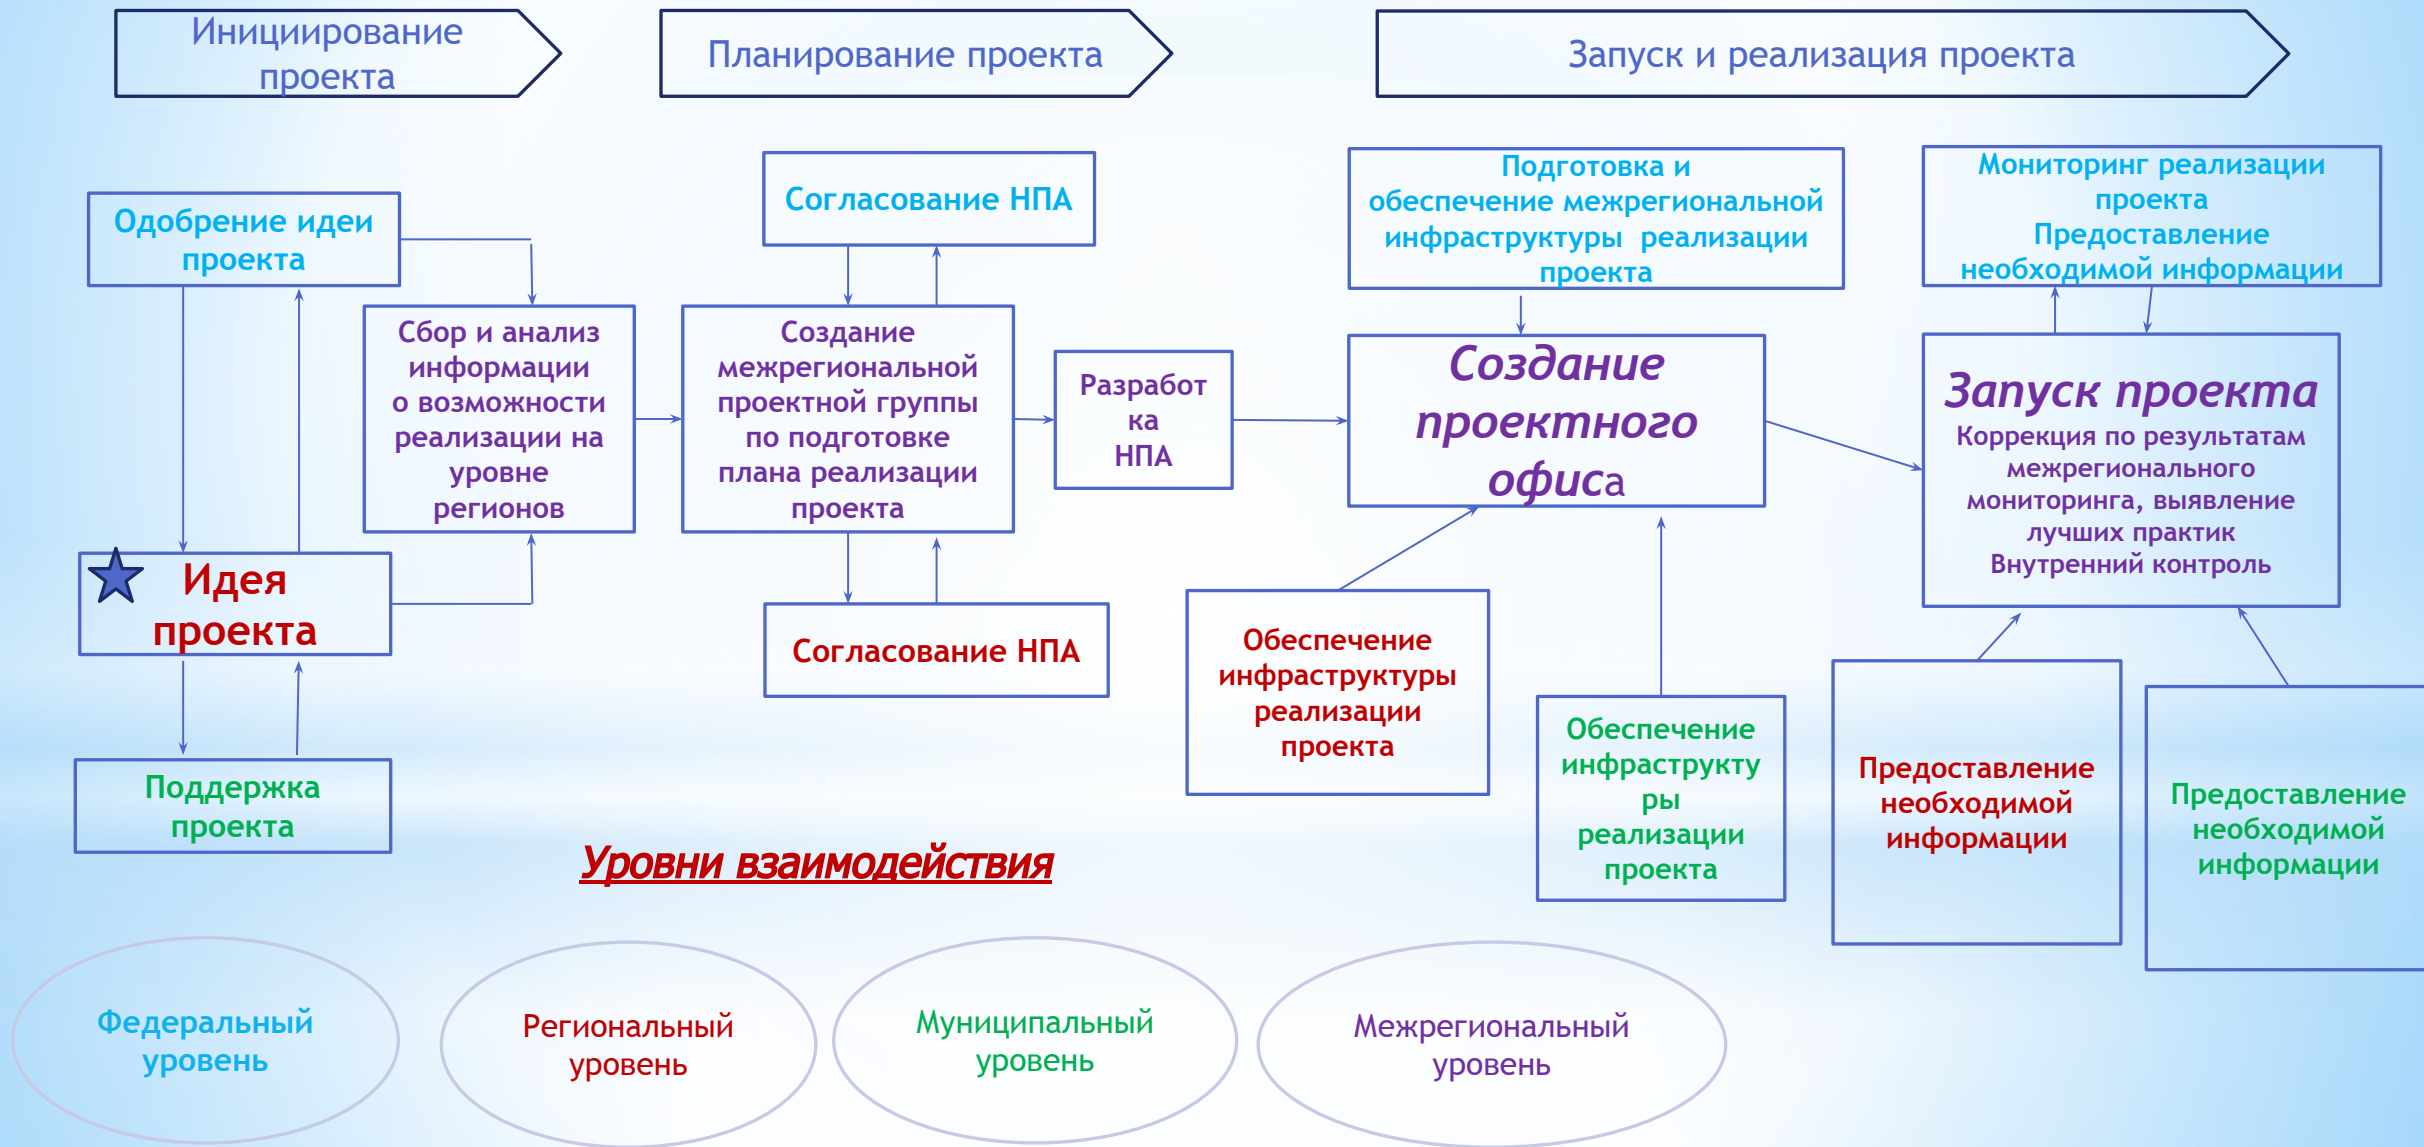 Инициирование
проекта
Планирование проекта
Запуск и реализация проекта
Одобрение идеи
проекта
Согласование НПА
Подготовка и
обеспечение межрегиональной
инфраструктуры реализации
проекта
Мониторинг реализации
проекта
Предоставление
необходимой информации
Сбор и анализ
информации
о возможности
реализации на
уровне
регионов
Создание
межрегиональной
проектной группы
по подготовке
плана реализации
проекта
Разработ
ка
НПА
Создание
проектного
офиса
Запуск проекта
Коррекция по результатам
межрегионального
мониторинга, выявление
лучших практик
Внутренний контроль
Идея
проекта
Согласование НПА
Обеспечение
инфраструктуры
реализации
проекта
Обеспечение
инфраструкту
ры
реализации
проекта
Предоставление
необходимой
информации
Предоставление
необходимой
информации
Поддержка
проекта
Уровни взаимодействия
Федеральный
уровень
Региональный
уровень
Муниципальный
уровень
Межрегиональный
уровень